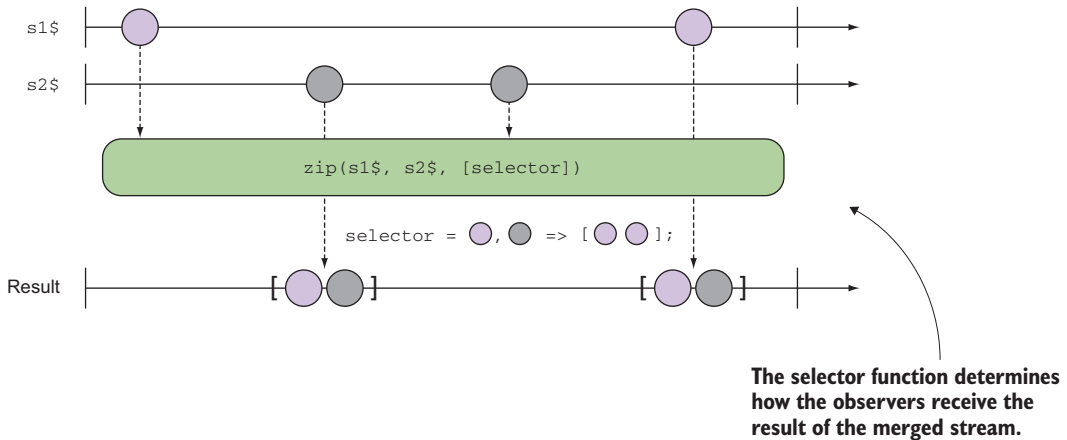 s1$
s2$
zip(s1$, s2$, [selector])
selector = , => [ ];
Result [ ] [ ]
The selector function determines
how the observers receive the
result of the merged stream.